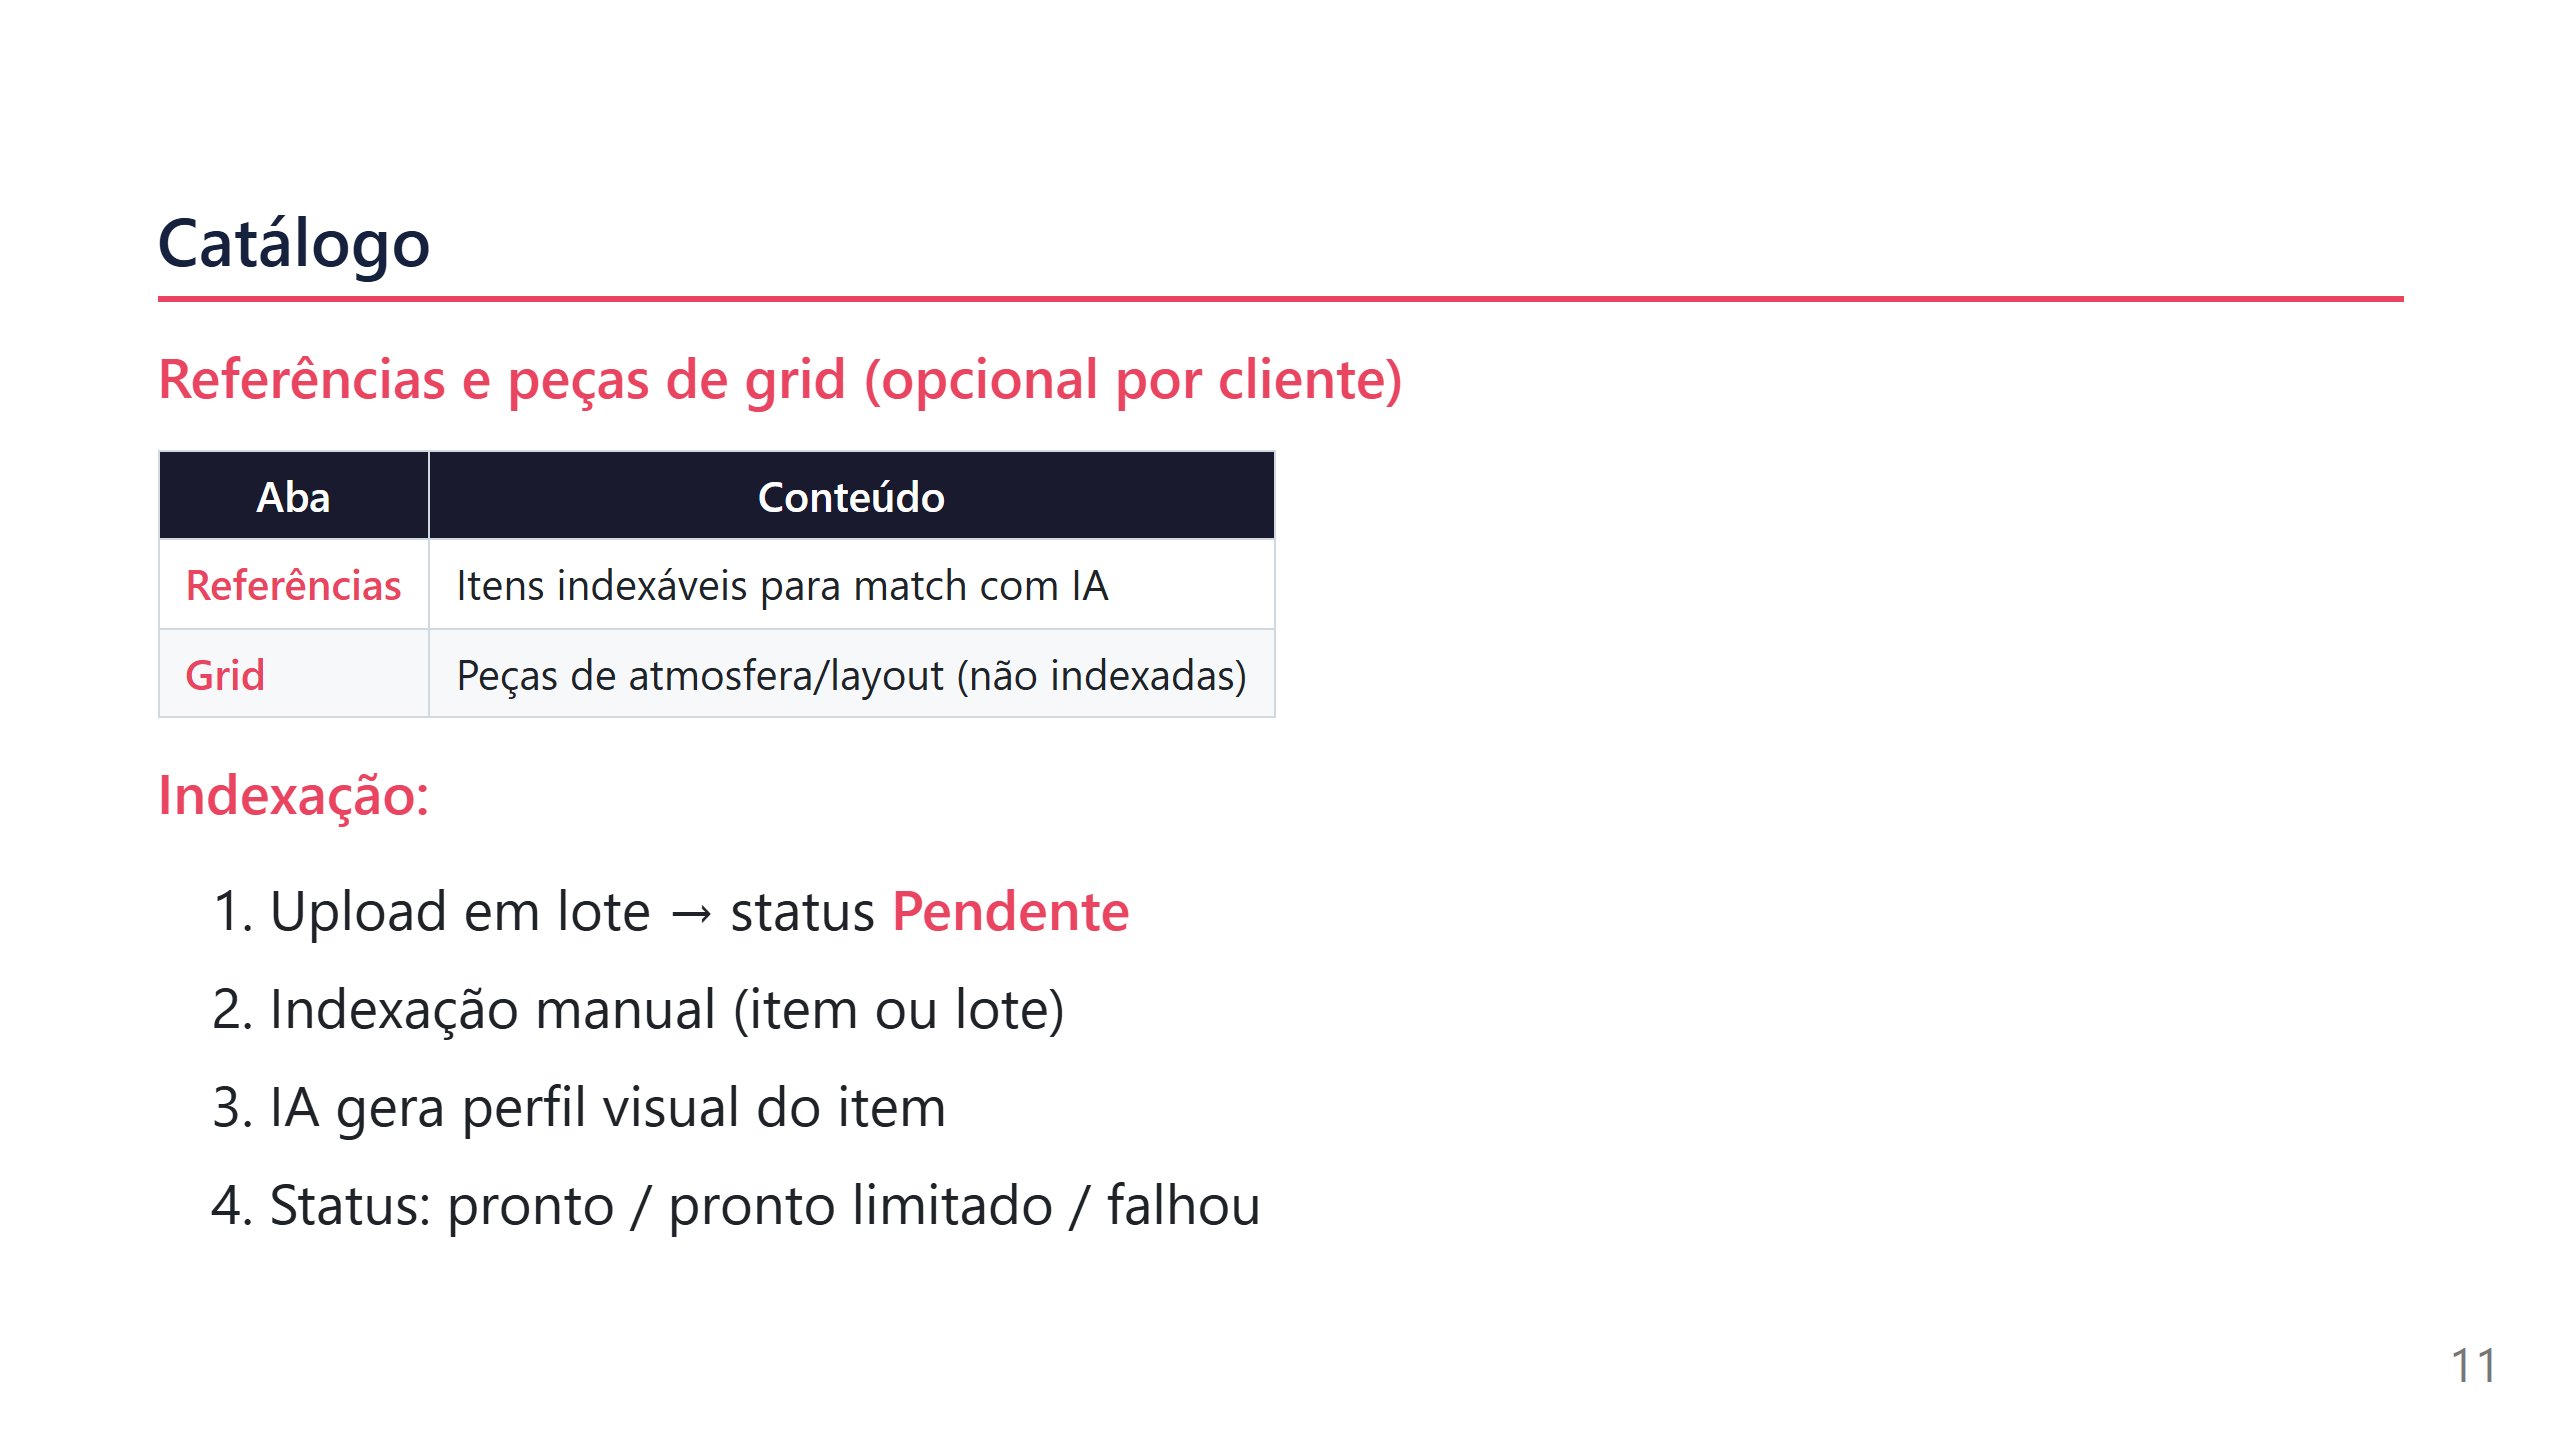 Catálogo
Referências e peças de grid (opcional por cliente)
Aba Conteúdo
Referências Itens indexáveis para match com IA
Grid Peças de atmosfera/layout (não indexadas)
Indexação:
1. Upload em lote → status Pendente
2. Indexação manual (item ou lote)
3. IA gera perfil visual do item
4. Status: pronto / pronto limitado / falhou
11